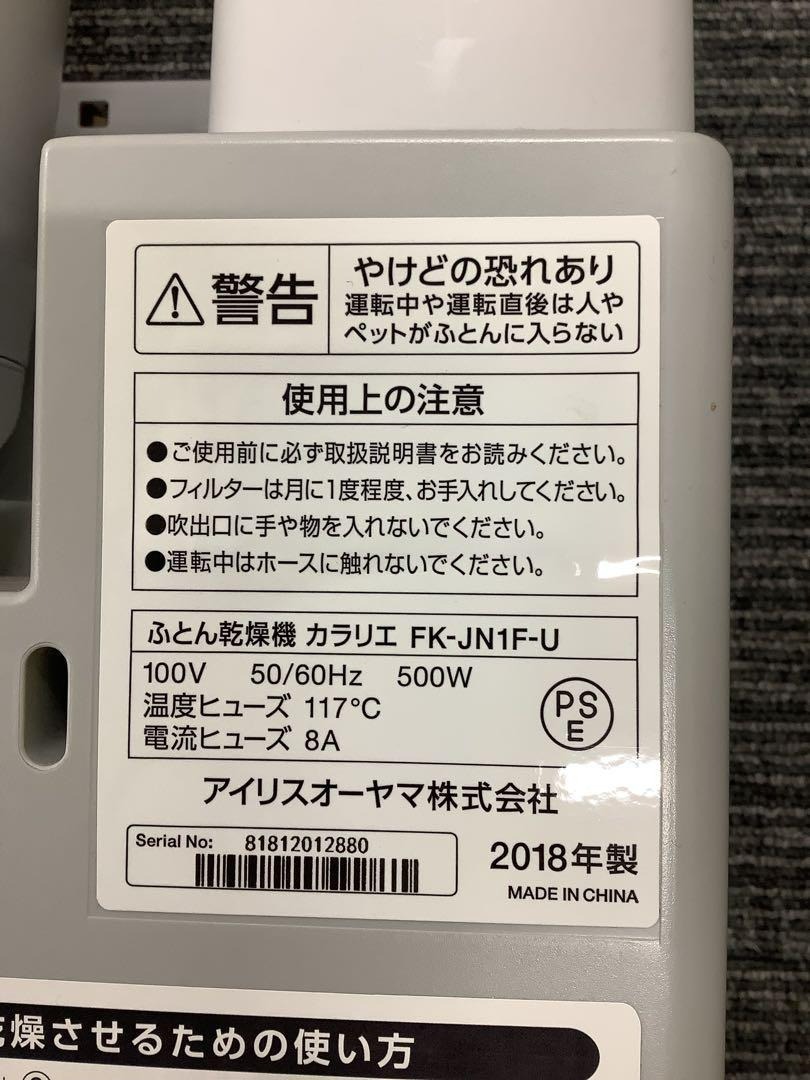 警告
やけどの恐れあり
運転中や運転直後は人や
ペットがふとんに入らない
使用上の注意
●ご使用前に必ず取扱説明書をお読みください。
●フィルターは月に1度程度、お手入れしてください。
●吹出口に手や物を入れないでください。
●運転中はホースに触れないでください。
ふとん乾燥機 カラリエ FK-JN1F-U
100V 50/60Hz 500W
温度ヒューズ 117℃
電流ヒューズ 8A
PS
E
アイリスオーヤマ株式会社
Serial No: 81812012880
2018年製
MADE IN CHINA
燥させるための使い方